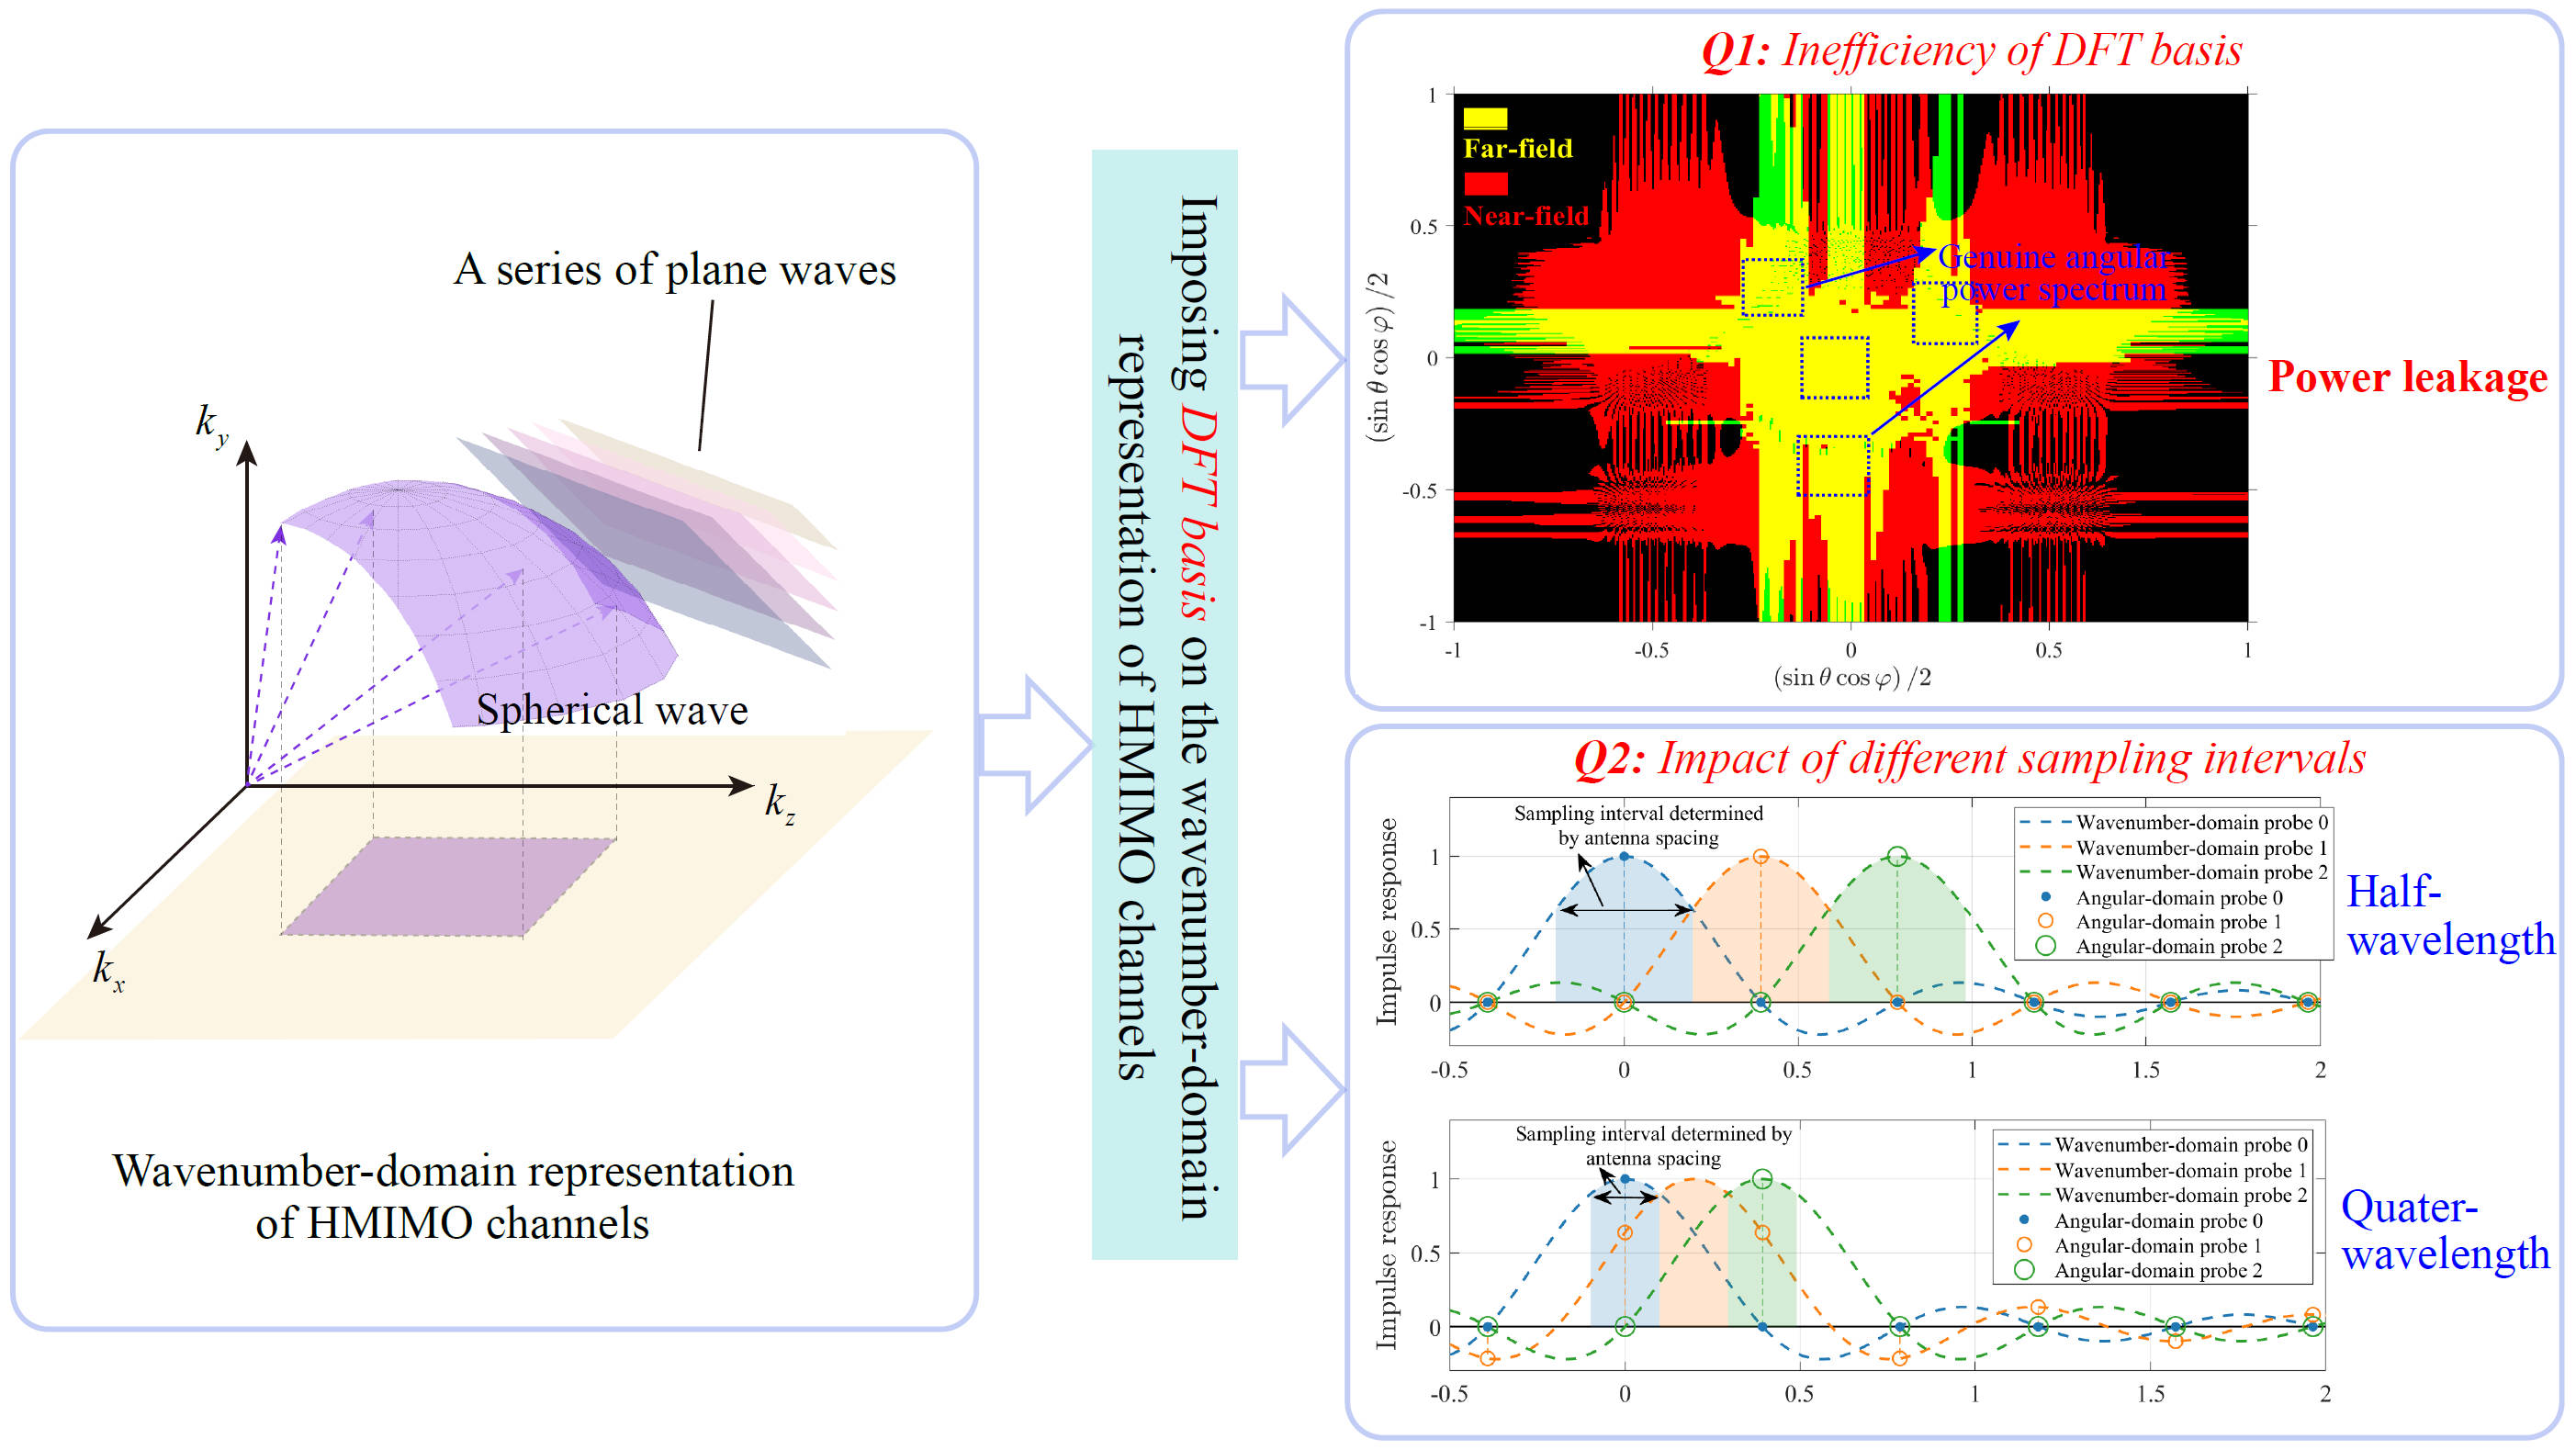 A series of plane waves
k_y
Spherical wave
k_z
k_x
Wavenumber-domain representation
of HMIMO channels
Imposing DFT basis on the wavenumber-domain
representation of HMIMO channels
Q1: Inefficiency of DFT basis
Far-field
Near-field
Genuine angular
power spectrum
1
0.5
0
-0.5
-1
(sin θ cos φ) /2
-1
-0.5
0
0.5
1
(sin θ cos φ) /2
Power leakage
Q2: Impact of different sampling intervals
Sampling interval determined
by antenna spacing
Impulse response
1
0.5
0
Wavenumber-domain probe 0
Wavenumber-domain probe 1
Wavenumber-domain probe 2
Angular-domain probe 0
Angular-domain probe 1
Angular-domain probe 2
-0.5
0
0.5
1
1.5
2
Half-
wavelength
Sampling interval determined by
antenna spacing
Impulse response
1
0.5
0
Wavenumber-domain probe 0
Wavenumber-domain probe 1
Wavenumber-domain probe 2
Angular-domain probe 0
Angular-domain probe 1
Angular-domain probe 2
-0.5
0
0.5
1
1.5
2
Quater-
wavelength